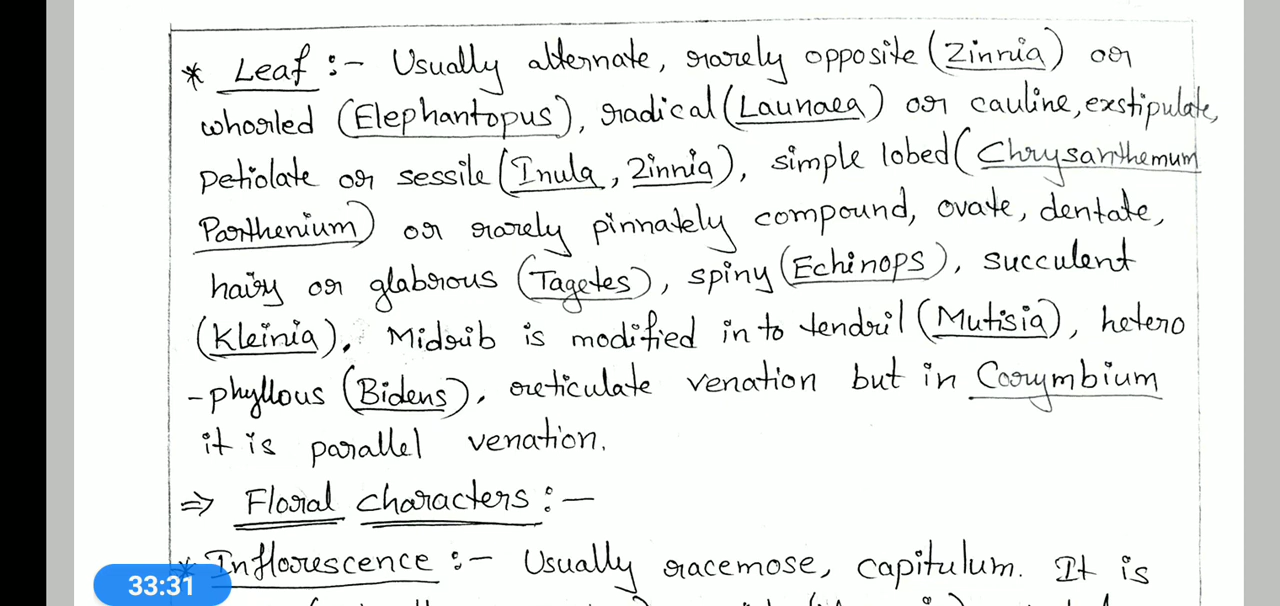 * Leaf :- Usually alternate, rarely opposite (Zinnia) or
whorled (Elephantopus), radical (Launaea) or cauline, exstipulate,
petiolate or sessile (Inula, Zinnia), simple lobed (Chrysanthemum
Parthenium) or rarely pinnately compound, ovate, dentate,
hairy or glabrous (Tagetes), spiny (Echinops), succulent
(Kleinia). Midrib is modified in to tendril (Mutisia), hetero
-phyllous (Bidens), reticulate venation but in Corymbium
it is parallel venation.
⇒ Floral characters :-
* Inflorescence :- Usually racemose, capitulum. It is
33:31